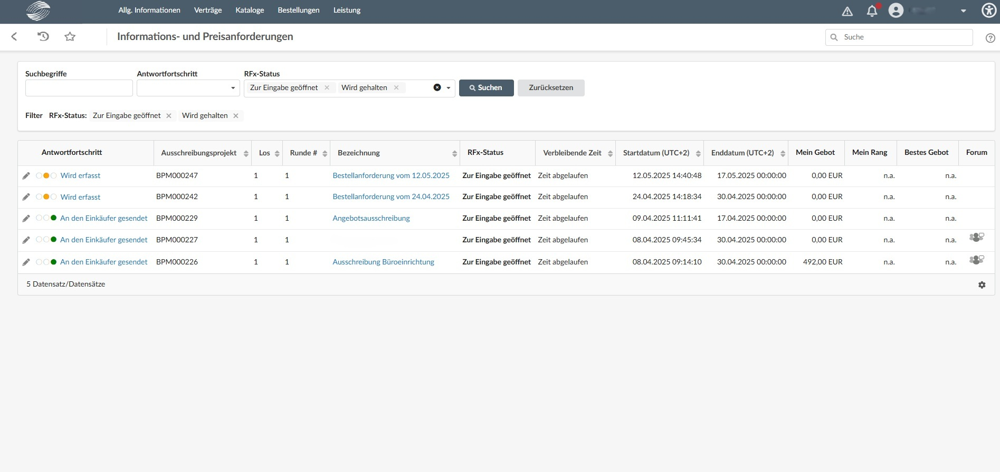 Allg. Informationen Verträge Kataloge Bestellungen Leistung
Informations- und Preisanforderungen Suche
Suchbegriffe Antwortfortschritt RFx-Status
Zur Eingabe geöffnet Wird gehalten Suchen Zurücksetzen
Filter RFx-Status: Zur Eingabe geöffnet Wird gehalten
Antwortfortschritt Ausschreibungsprojekt Los Runde # Bezeichnung RFx-Status Verbleibende Zeit Startdatum (UTC+2) Enddatum (UTC+2) Mein Gebot Mein Rang Bestes Gebot Forum
Wird erfasst BPM000247 1 1 Bestellanforderung vom 12.05.2025 Zur Eingabe geöffnet Zeit abgelaufen 12.05.2025 14:40:48 17.05.2025 00:00:00 0,00 EUR n.a. n.a.
Wird erfasst BPM000242 1 1 Bestellanforderung vom 24.04.2025 Zur Eingabe geöffnet Zeit abgelaufen 24.04.2025 14:18:34 30.04.2025 00:00:00 0,00 EUR n.a. n.a.
An den Einkäufer gesendet BPM000229 1 1 Angebotsausschreibung Zur Eingabe geöffnet Zeit abgelaufen 09.04.2025 11:11:41 17.04.2025 00:00:00 0,00 EUR n.a. n.a.
An den Einkäufer gesendet BPM000227 1 1 Zur Eingabe geöffnet Zeit abgelaufen 08.04.2025 09:45:34 30.04.2025 00:00:00 0,00 EUR n.a. n.a.
An den Einkäufer gesendet BPM000226 1 1 Ausschreibung Büroeinrichtung Zur Eingabe geöffnet Zeit abgelaufen 08.04.2025 09:14:10 30.04.2025 00:00:00 492,00 EUR n.a. n.a.
5 Datensatz/Datensätze